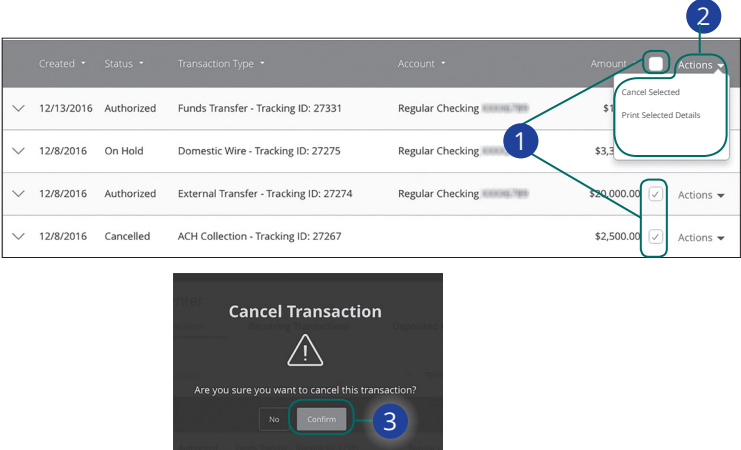 2
Created Status Transaction Type Account Amount Actions
Cancel Selected
12/13/2016 Authorized Funds Transfer - Tracking ID: 27331 Regular Checking $1
Print Selected Details
1
12/8/2016 On Hold Domestic Wire - Tracking ID: 27275 Regular Checking $3,3
12/8/2016 Authorized External Transfer - Tracking ID: 27274 Regular Checking $20,000.00 Actions
12/8/2016 Cancelled ACH Collection - Tracking ID: 27267 $2,500.00 Actions
Cancel Transaction
!
Are you sure you want to cancel this transaction?
No Confirm 3